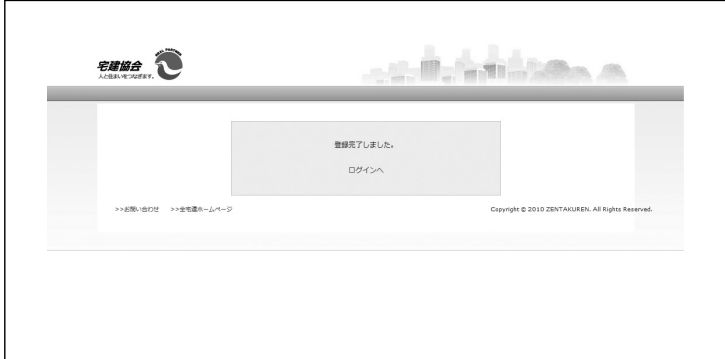 REAL PARTNER
宅建協会
人と住まいをつなぎます。
登録完了しました。
ログインへ
>>お問い合わせ >>全宅連ホームページ
Copyright © 2010 ZENTAKUREN. All Rights Reserved.